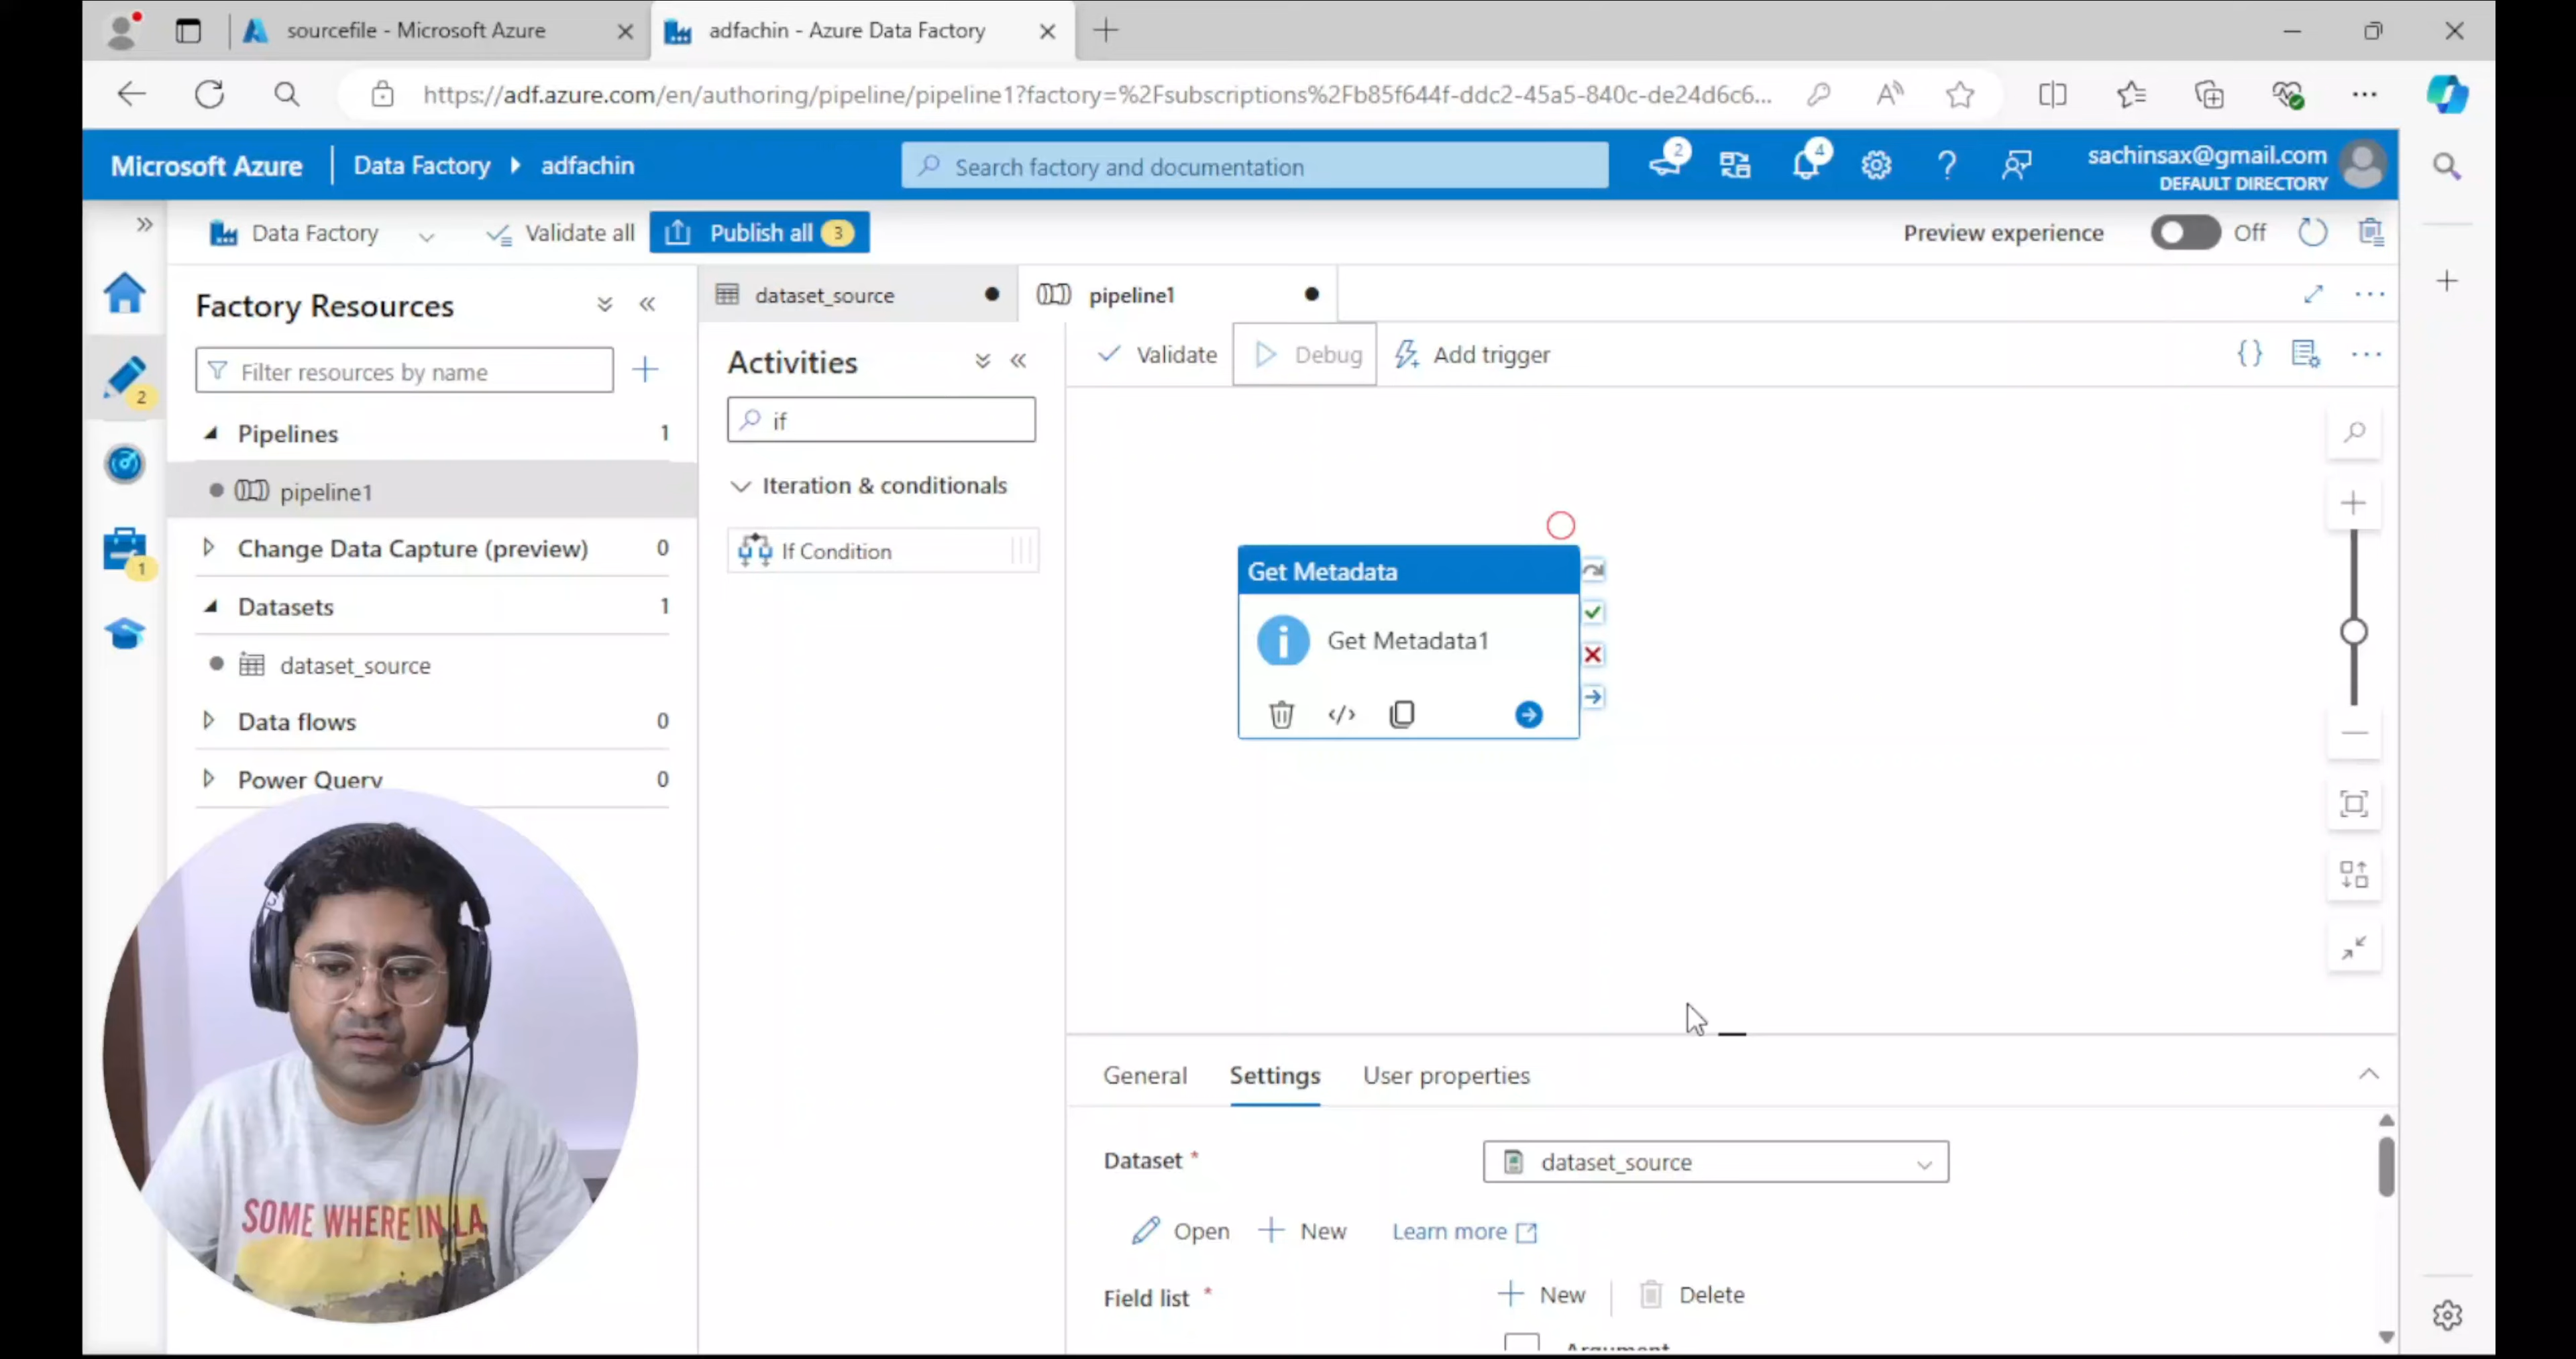 sourcefile - Microsoft Azure
adfachin - Azure Data Factory
https://adf.azure.com/en/authoring/pipeline/pipeline1?factory=%2Fsubscriptions%2Fb85f644f-ddc2-45a5-840c-de24d6c6...
Microsoft Azure
Data Factory
adfachin
Search factory and documentation
2
4
sachinsax@gmail.com
DEFAULT DIRECTORY
Data Factory
Validate all
Publish all 3
Preview experience
Off
Factory Resources
Filter resources by name
2
Pipelines 1
pipeline1
Change Data Capture (preview) 0
1
Datasets 1
dataset_source
Data flows 0
Power Query 0
dataset_source
pipeline1
Activities
if
Iteration & conditionals
If Condition
Validate
Debug
Add trigger
{}
Get Metadata
Get Metadata1
General
Settings
User properties
Dataset *
dataset_source
Open
New
Learn more
Field list *
New
Delete
Argument
SOME WHERE IN LA